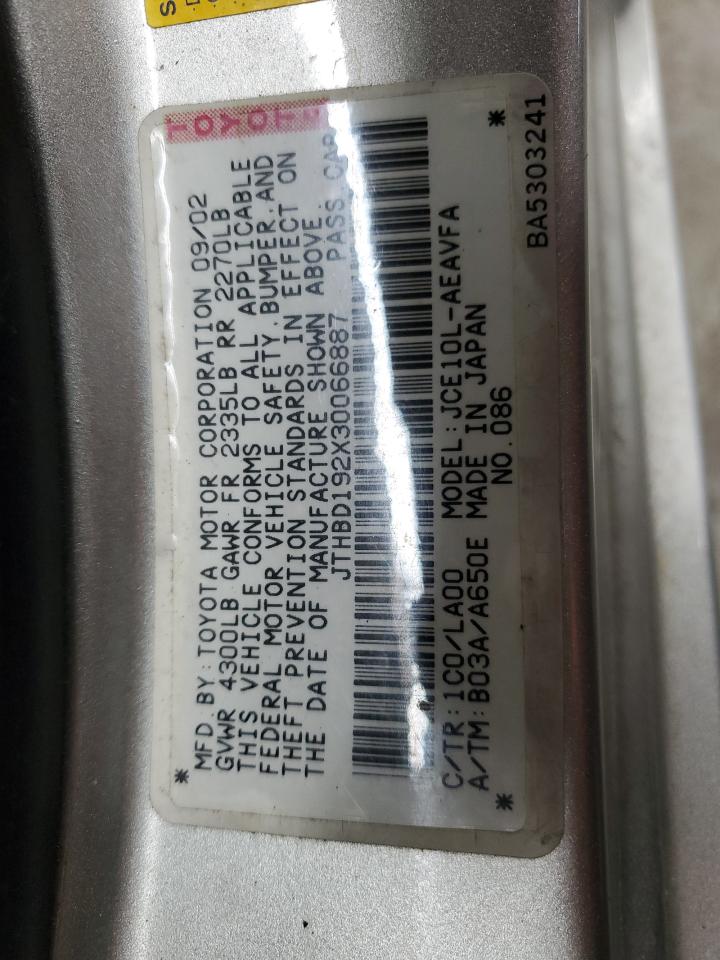 TOYOT
MFD.BY:TOYOTA MOTOR CORPORATION 09/02
GVWR 4300LB GAWR FR 2335LB RR 2270LB
THIS VEHICLE CONFORMS TO ALL APPLICABLE
FEDERAL MOTOR VEHICLE SAFETY,BUMPER,AND
THEFT PREVENTION STANDARDS IN EFFECT ON
THE DATE OF MANUFACTURE SHOWN ABOVE.
JTHBD192X30066887 PASS.CAR
C/TR:1C0/LA00 MODEL:JCE10L-AEAVFA
A/TM:B03A/A650E MADE IN JAPAN
NO.086
BA5303241